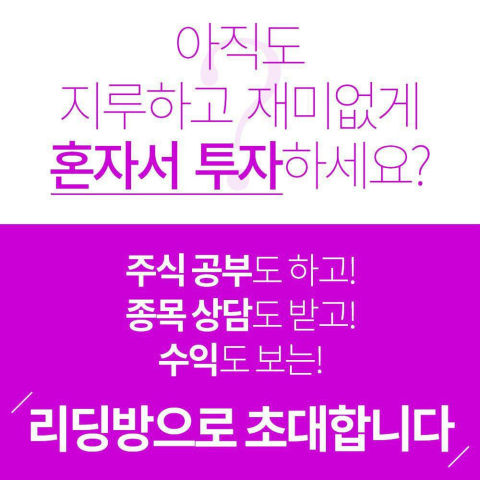 아직도
지루하고 재미없게
혼자서 투자하세요?
주식 공부도 하고!
종목 상담도 받고!
수익도 보는!
리딩방으로 초대합니다